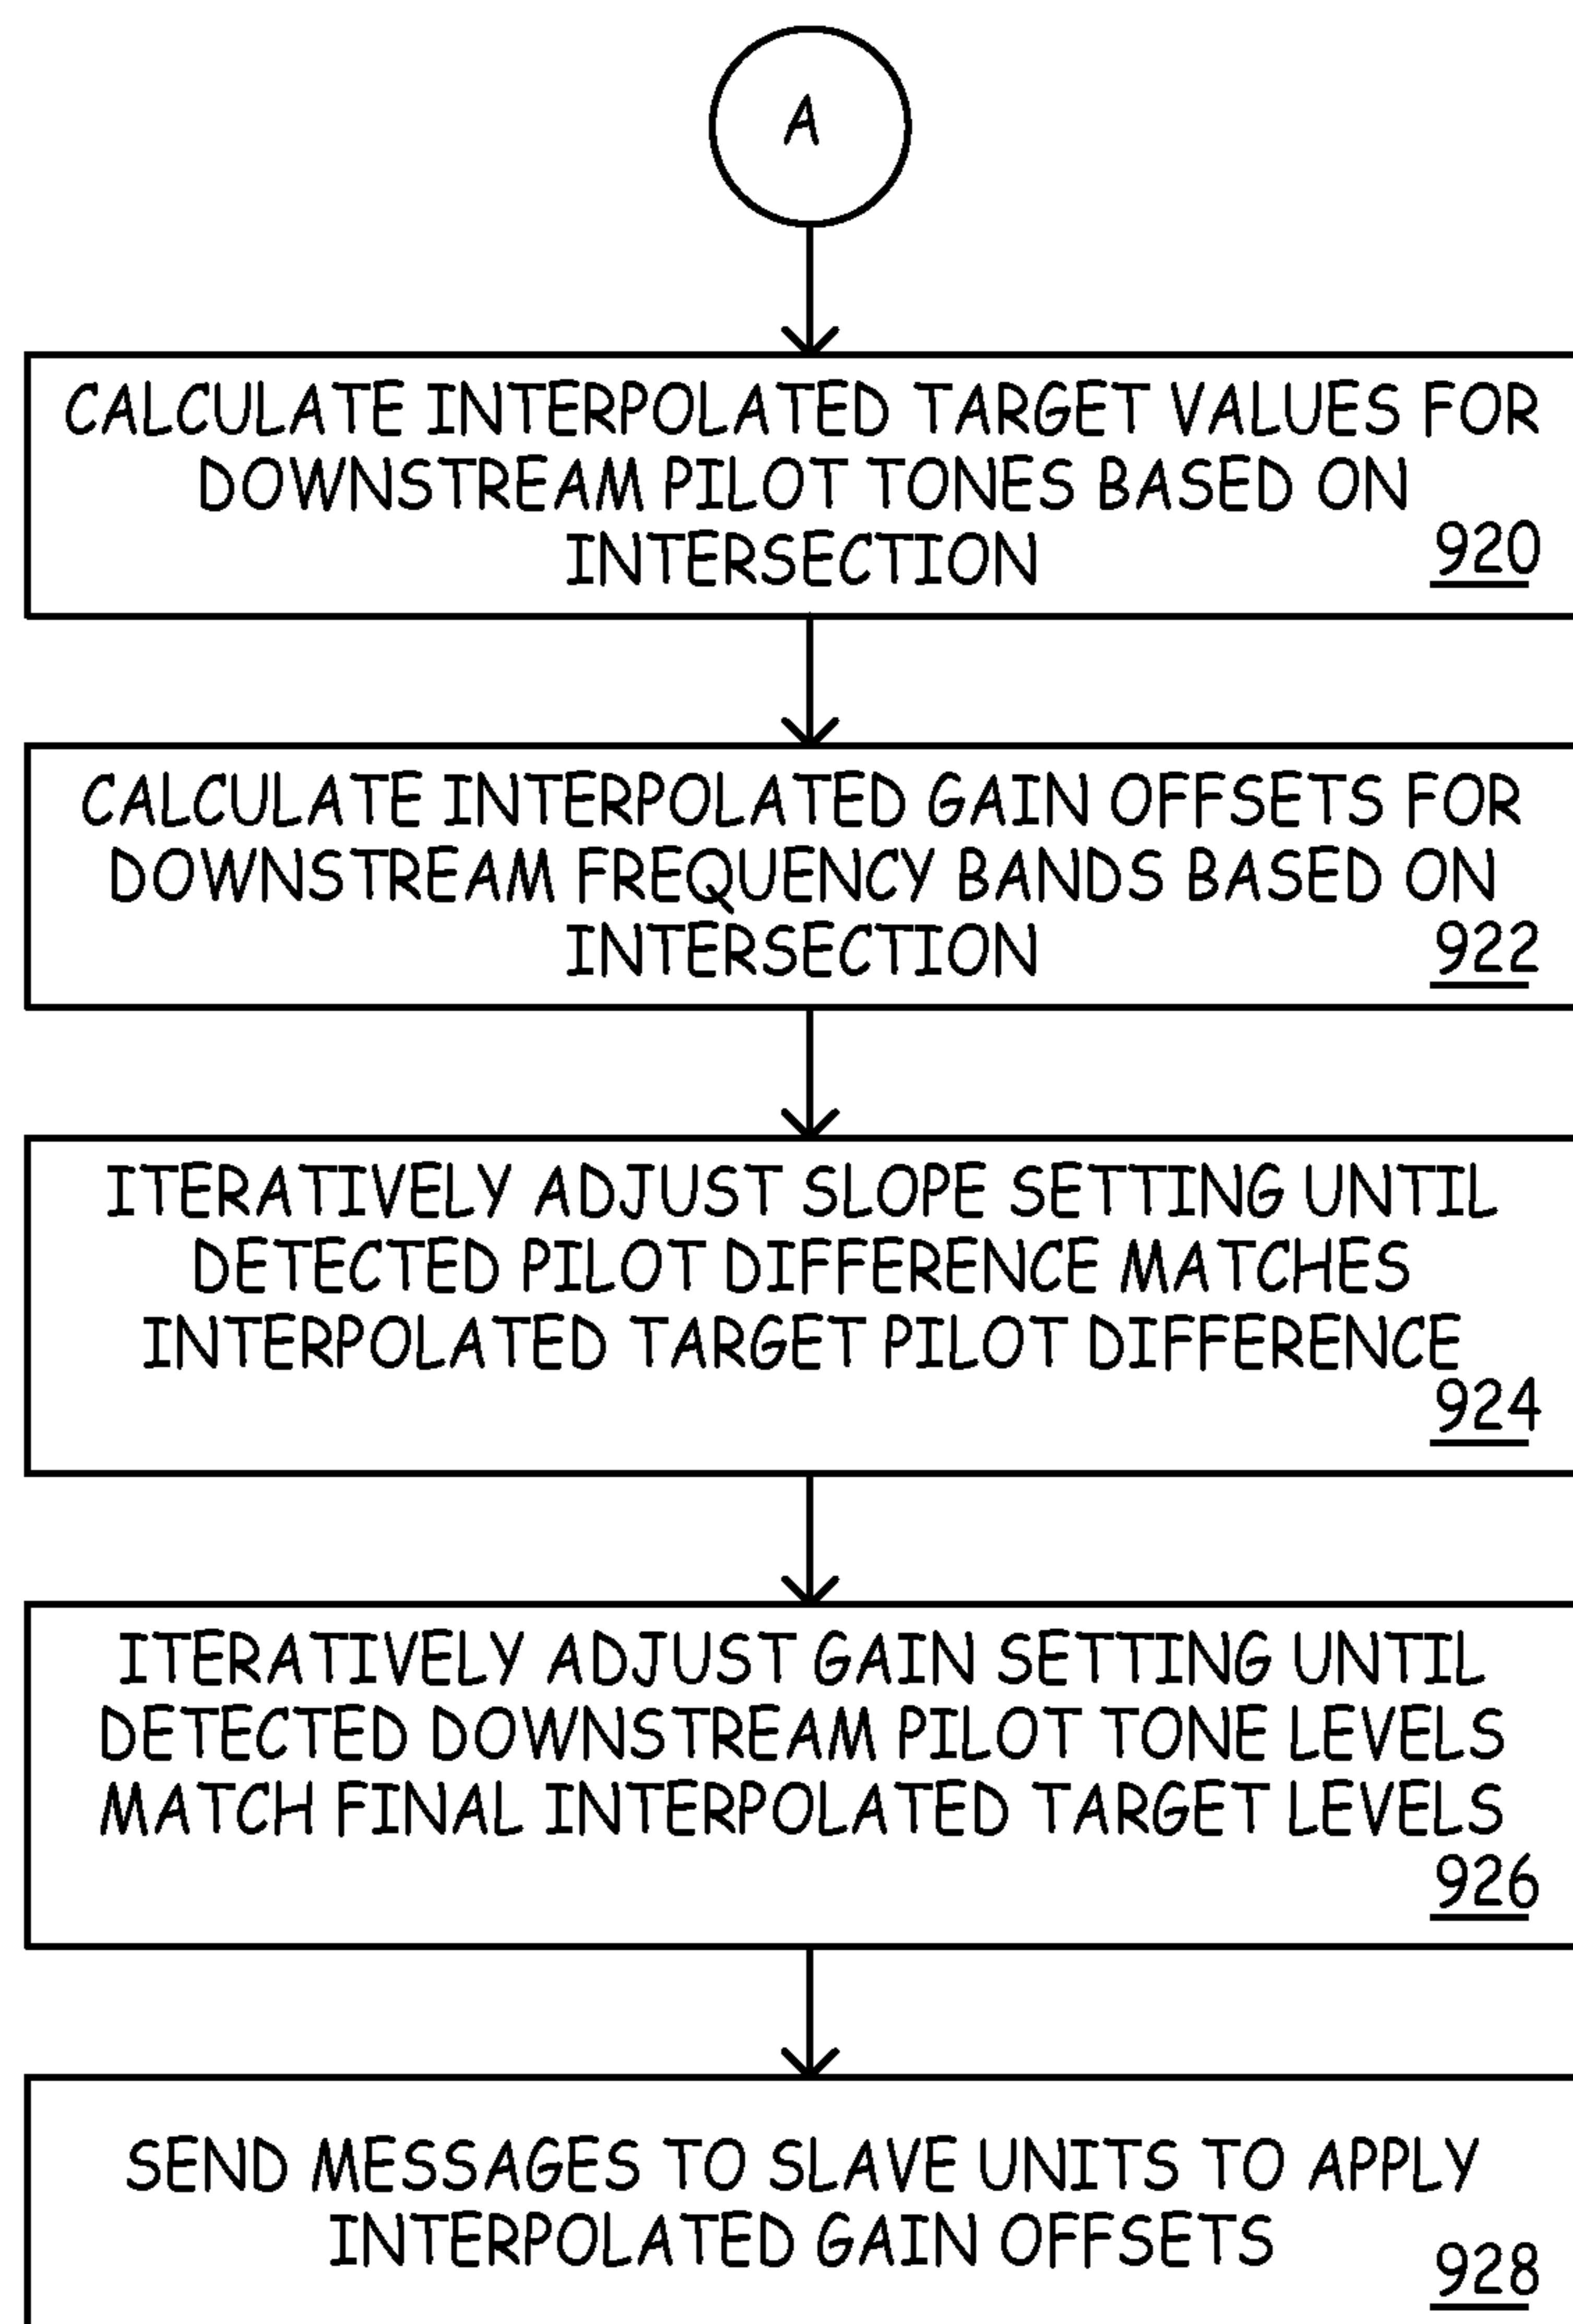 A
CALCULATE INTERPOLATED TARGET VALUES FOR
DOWNSTREAM PILOT TONES BASED ON
INTERSECTION
920
CALCULATE INTERPOLATED GAIN OFFSETS FOR
DOWNSTREAM FREQUENCY BANDS BASED ON
INTERSECTION
922
ITERATIVELY ADJUST SLOPE SETTING UNTIL
DETECTED PILOT DIFFERENCE MATCHES
INTERPOLATED TARGET PILOT DIFFERENCE
924
ITERATIVELY ADJUST GAIN SETTING UNTIL
DETECTED DOWNSTREAM PILOT TONE LEVELS
MATCH FINAL INTERPOLATED TARGET LEVELS
926
SEND MESSAGES TO SLAVE UNITS TO APPLY
INTERPOLATED GAIN OFFSETS
928